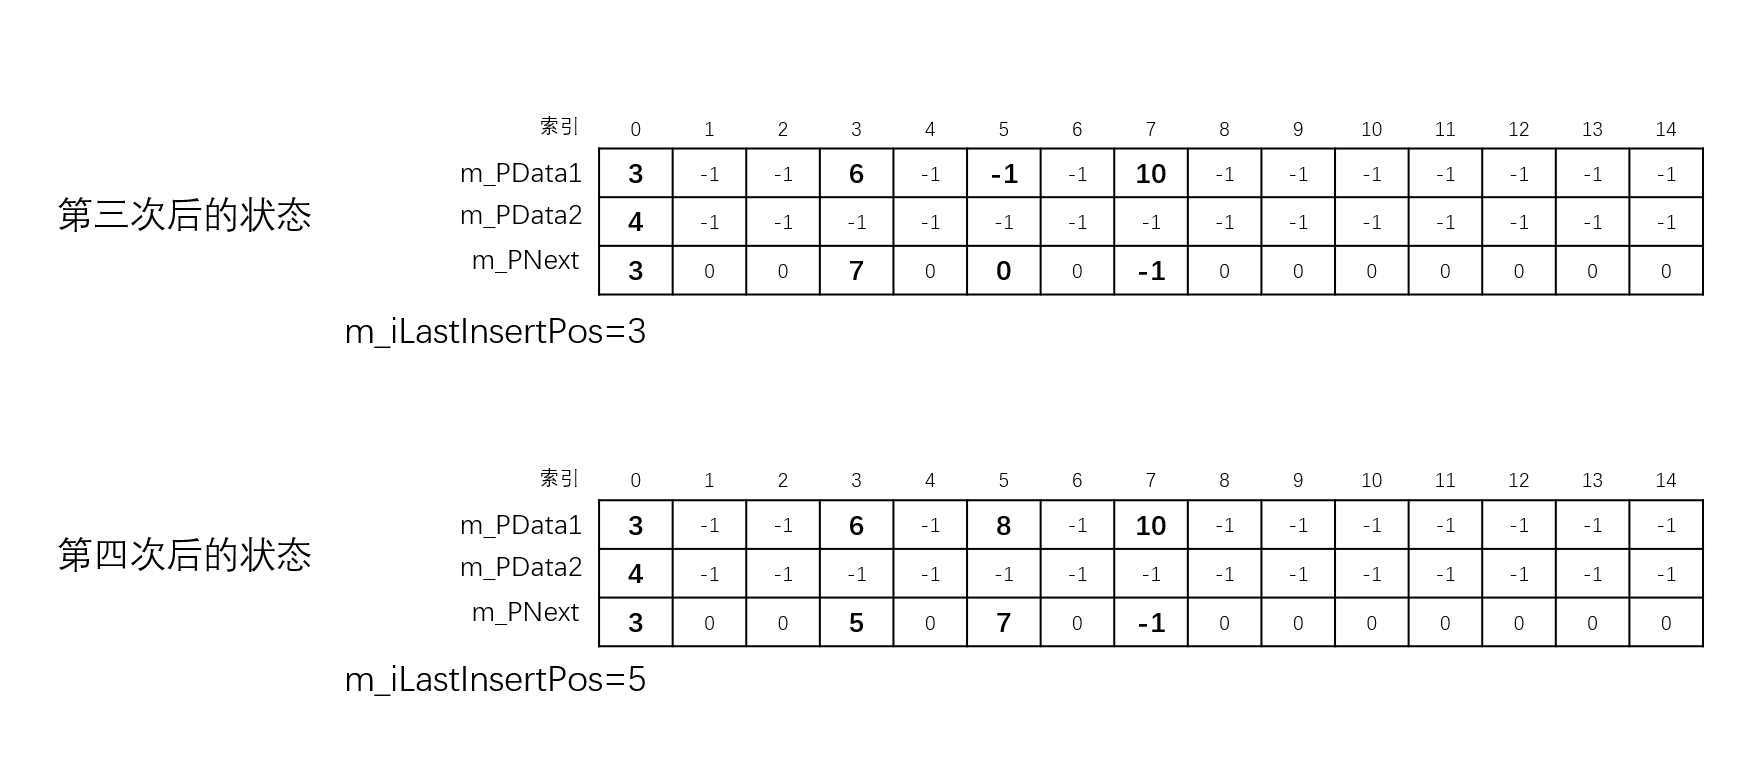 索引 0 1 2 3 4 5 6 7 8 9 10 11 12 13 14
m_PData1 3 -1 -1 6 -1 -1 -1 10 -1 -1 -1 -1 -1 -1 -1
第三次后的状态
m_PData2 4 -1 -1 -1 -1 -1 -1 -1 -1 -1 -1 -1 -1 -1 -1
m_PNext 3 0 0 7 0 0 0 -1 0 0 0 0 0 0 0
m_iLastInsertPos=3
索引 0 1 2 3 4 5 6 7 8 9 10 11 12 13 14
m_PData1 3 -1 -1 6 -1 8 -1 10 -1 -1 -1 -1 -1 -1 -1
第四次后的状态
m_PData2 4 -1 -1 -1 -1 -1 -1 -1 -1 -1 -1 -1 -1 -1 -1
m_PNext 3 0 0 5 0 7 0 -1 0 0 0 0 0 0 0
m_iLastInsertPos=5